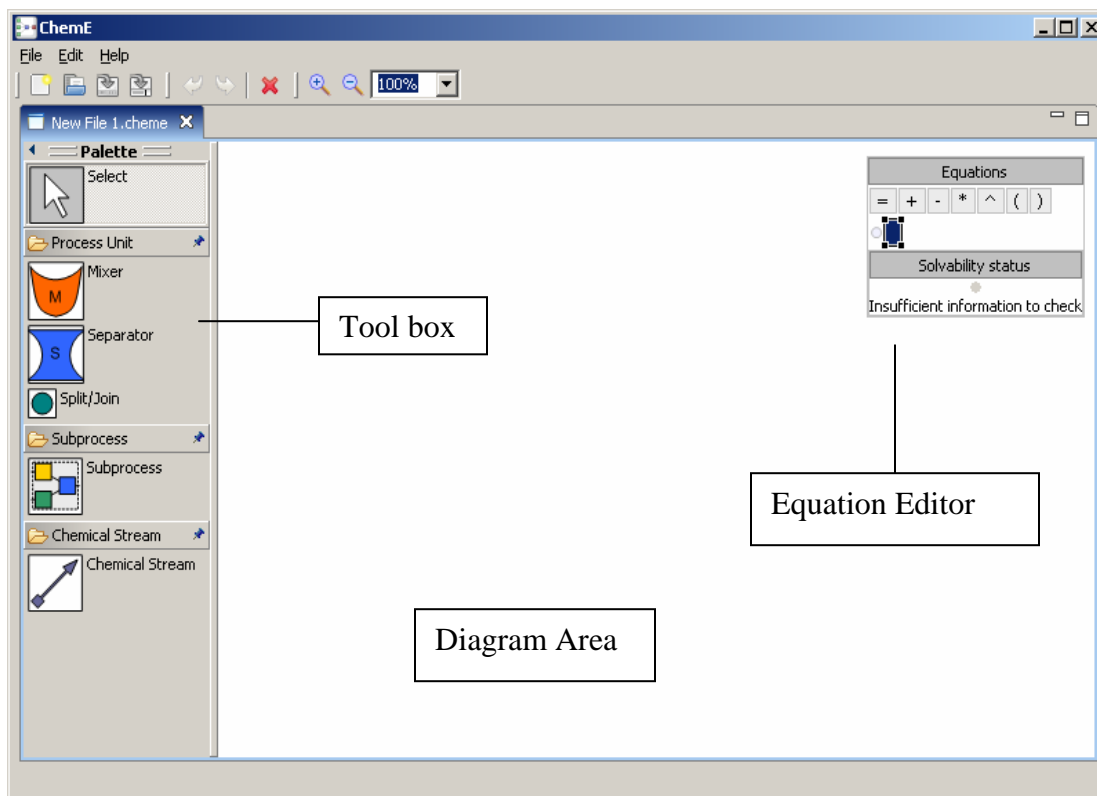 ChemE
File Edit Help
100%
New File 1.cheme
Palette
Select
Process Unit
M
Mixer
S
Separator
Split/Join
Subprocess
Subprocess
Chemical Stream
Chemical Stream
Tool box
Equations
= + - * ^ ( )
Solvability status
Insufficient information to check
Equation Editor
Diagram Area